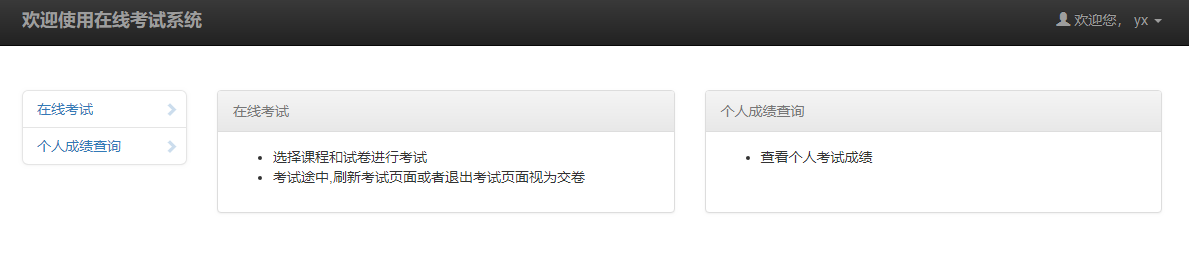 欢迎使用在线考试系统
欢迎您， yx
在线考试
个人成绩查询
在线考试
选择课程和试卷进行考试
考试途中,刷新考试页面或者退出考试页面视为交卷
个人成绩查询
查看个人考试成绩